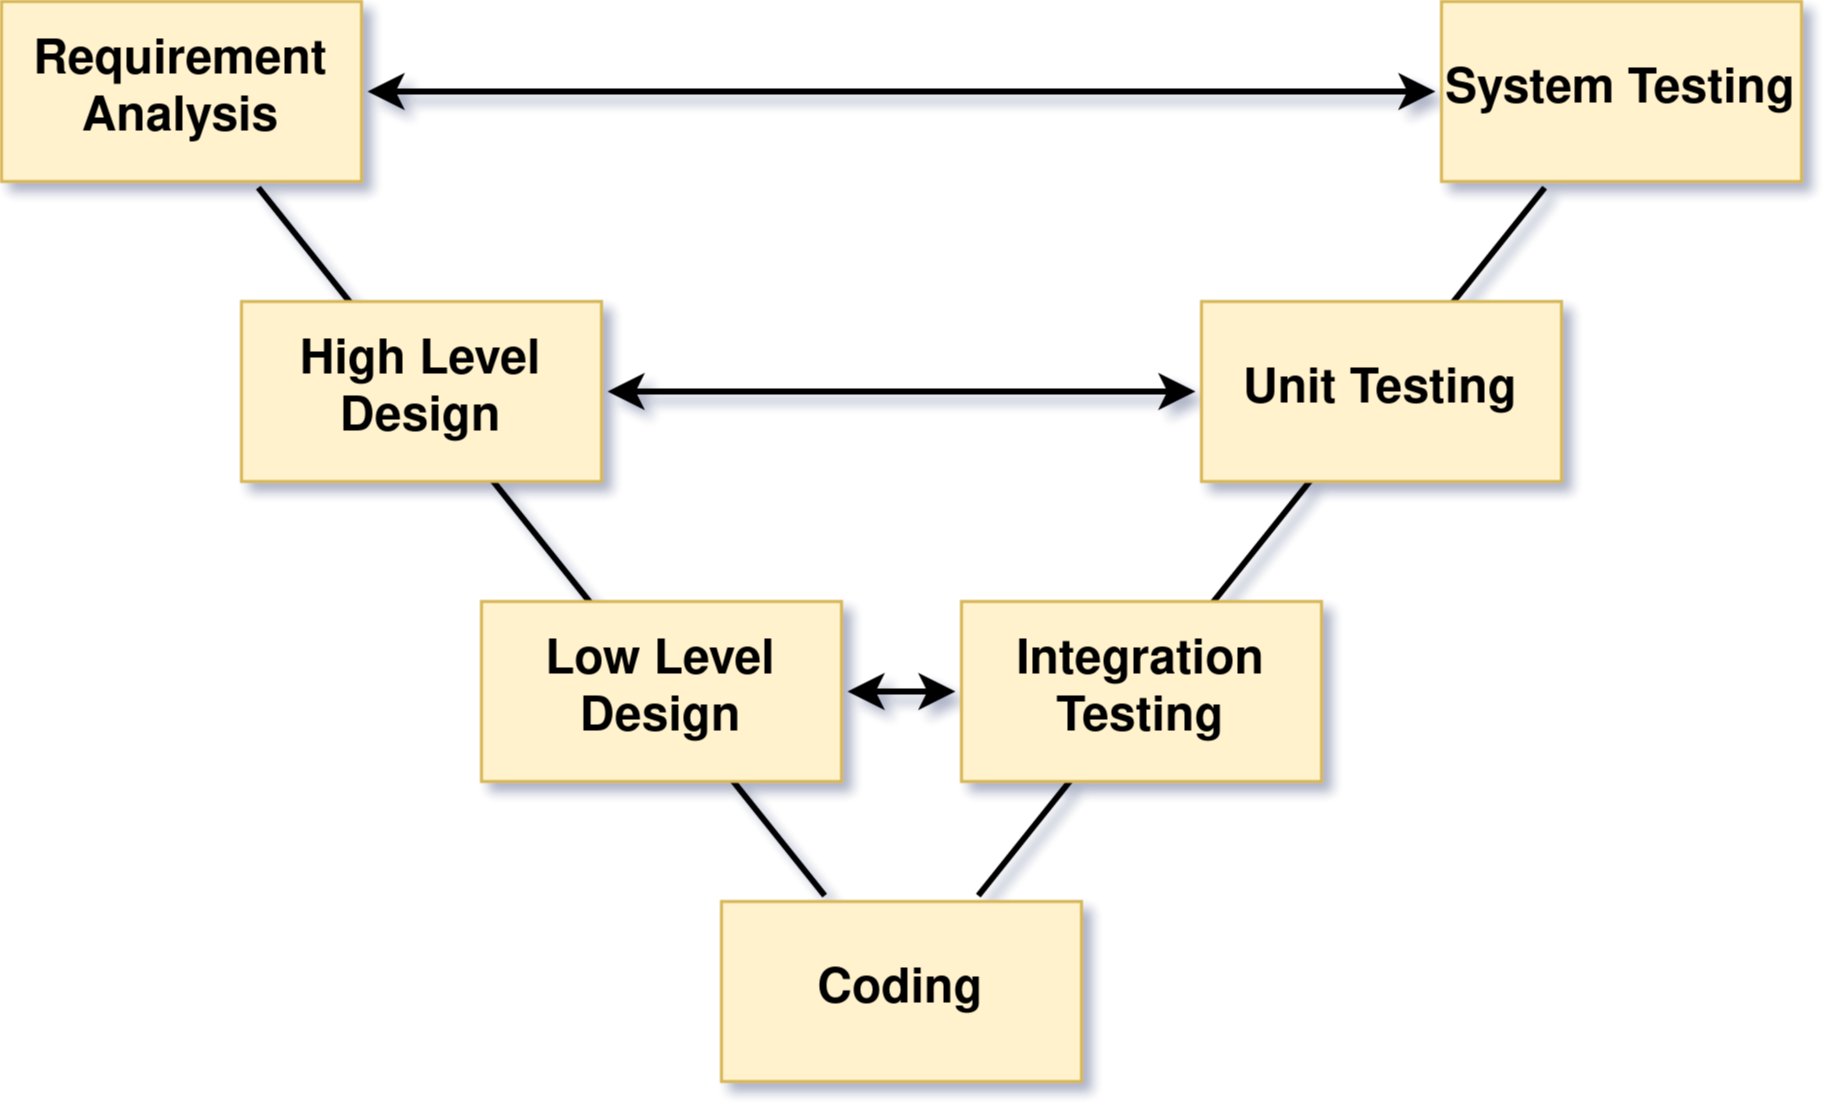 Requirement
Analysis
System Testing
High Level
Design
Unit Testing
Low Level
Design
Integration
Testing
Coding